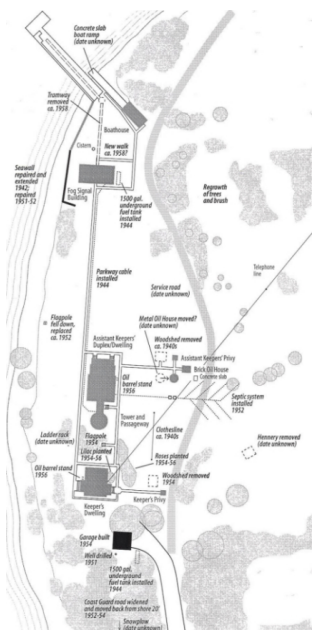 Concrete slab
boat ramp
(date unknown)
Tramway
removed
ca. 1958
Boathouse
Cistern
New walk
ca. 1958?
Seawall
repaired and
extended
1942;
repaired
1951-52
Fog Signal
Building
1500 gal.
underground
fuel tank
installed
1944
Regrowth
of trees
and brush
Parkway cable
installed
1944
Telephone
line
Service road
(date unknown)
Flagpole
fell down,
replaced
ca. 1952
Metal Oil House moved?
(date unknown)
Woodshed removed
ca. 1940s
Assistant Keepers'
Duplex/Dwelling
Assistant Keepers' Privy
Brick Oil House
Concrete slab
Oil
barrel stand
1956
Septic system
installed
1952
Tower and
Passageway
Clothesline
ca. 1940s
Hennery removed
(date unknown)
Ladder rack
(date unknown)
Flagpole
1954
Lilac planted
1954-56
Roses planted
1954-56
Oil barrel stand
1956
Woodshed removed
1954
Keeper's
Dwelling
Keeper's Privy
Garage built
1954
Well drilled
1951
1500 gal.
underground
fuel tank
installed
1944
Coast Guard road widened
and moved back from shore 20'
1952-54
Snowplow
(date unknown)